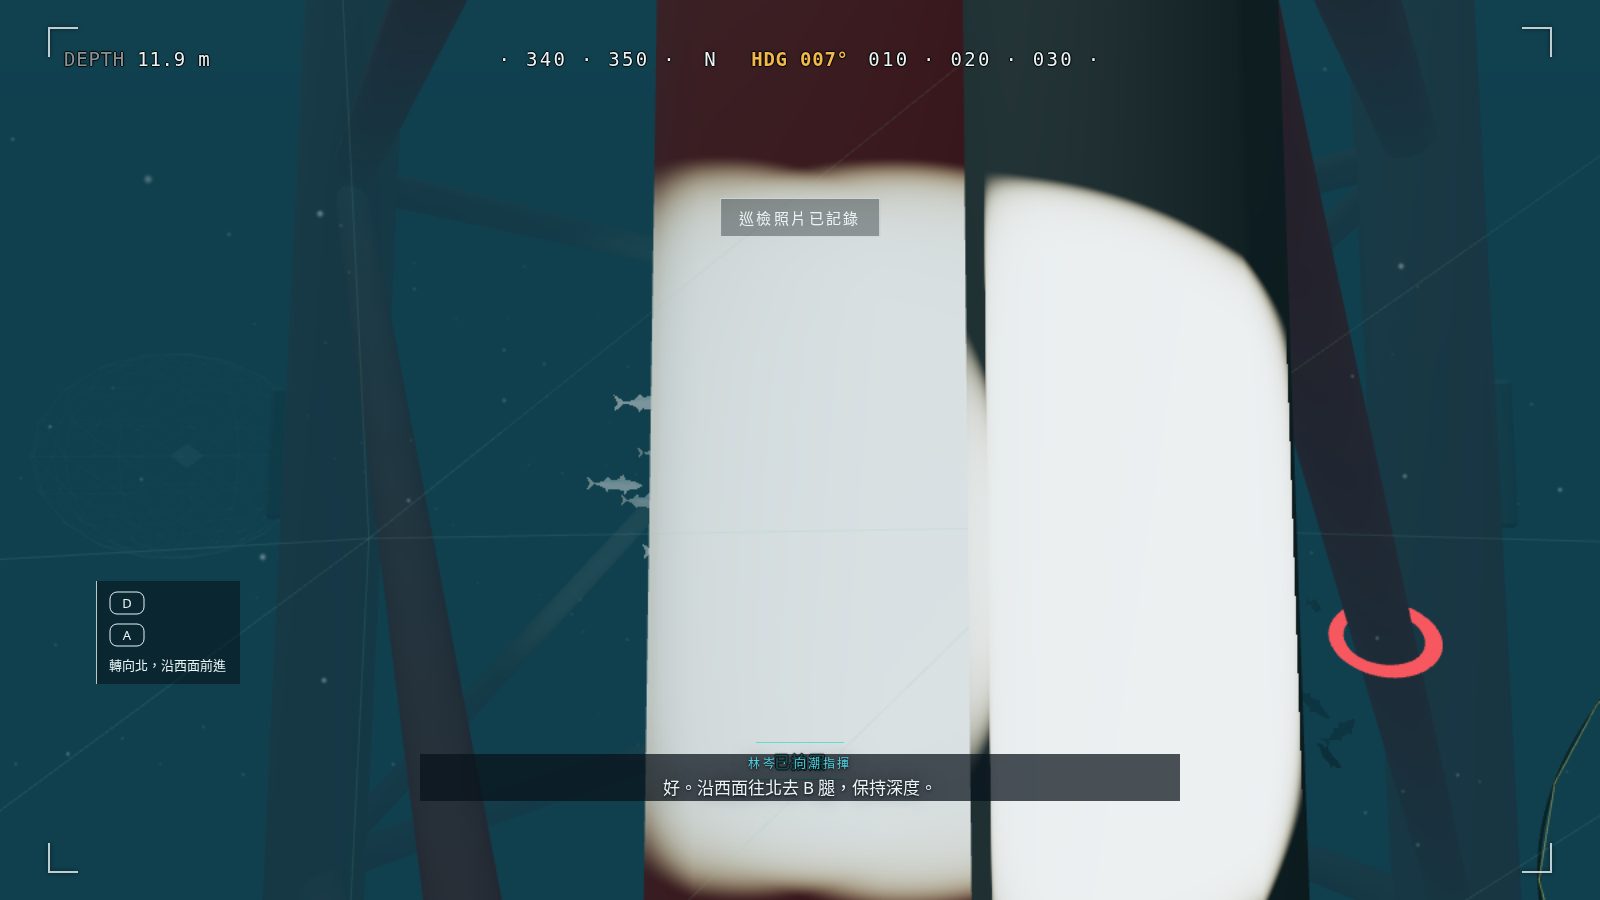 DEPTH 11.9 m
· 340 · 350 · N HDG 007° 010 · 020 · 030 ·
巡檢照片已記錄
D
A
轉向北，沿西面前進
林岑 · 向潮指揮
好。沿西面往北去 B 腿，保持深度。